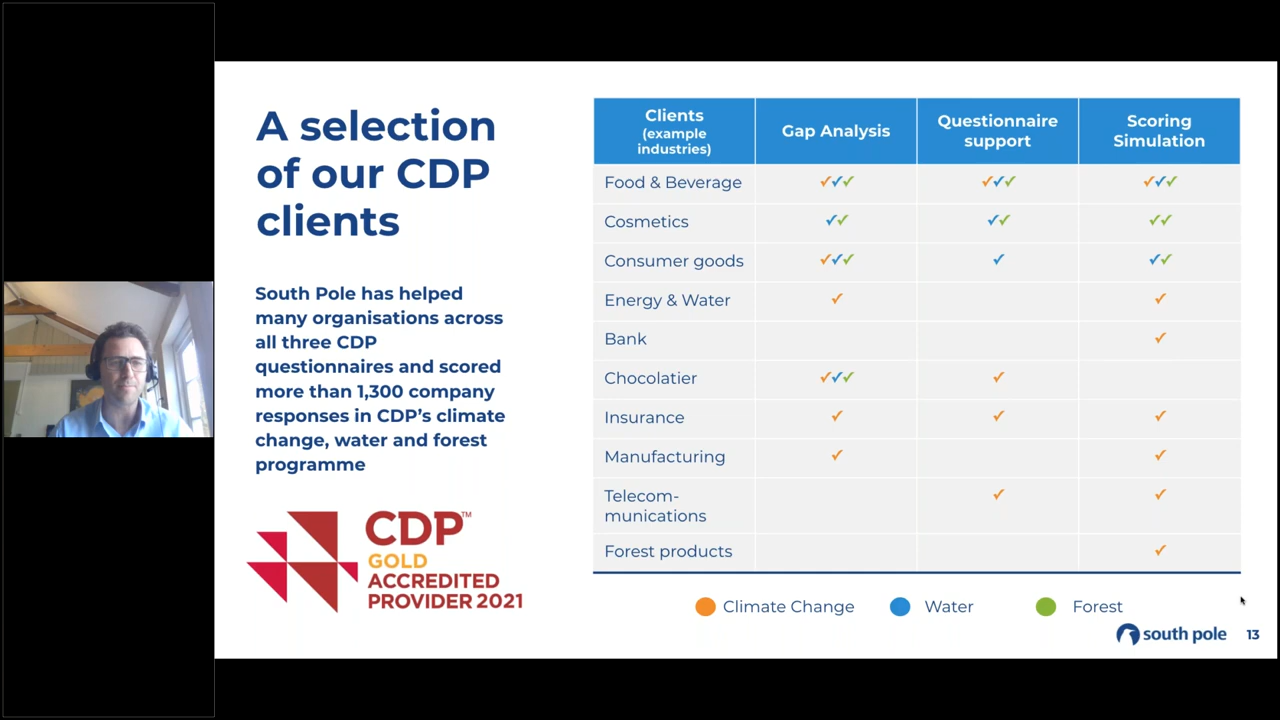 A selection
of our CDP
clients
South Pole has helped
many organisations across
all three CDP
questionnaires and scored
more than 1,300 company
responses in CDP’s climate
change, water and forest
programme
CDP™
GOLD
ACCREDITED
PROVIDER 2021
Clients
(example
industries)
Gap Analysis
Questionnaire
support
Scoring
Simulation
Food & Beverage ✓✓✓ ✓✓✓ ✓✓✓
Cosmetics ✓✓ ✓✓ ✓✓
Consumer goods ✓✓✓ ✓ ✓✓
Energy & Water ✓ ✓
Bank ✓
Chocolatier ✓✓✓ ✓
Insurance ✓ ✓ ✓
Manufacturing ✓ ✓
Telecom- ✓ ✓
munications
Forest products ✓
Climate Change Water Forest
south pole 13